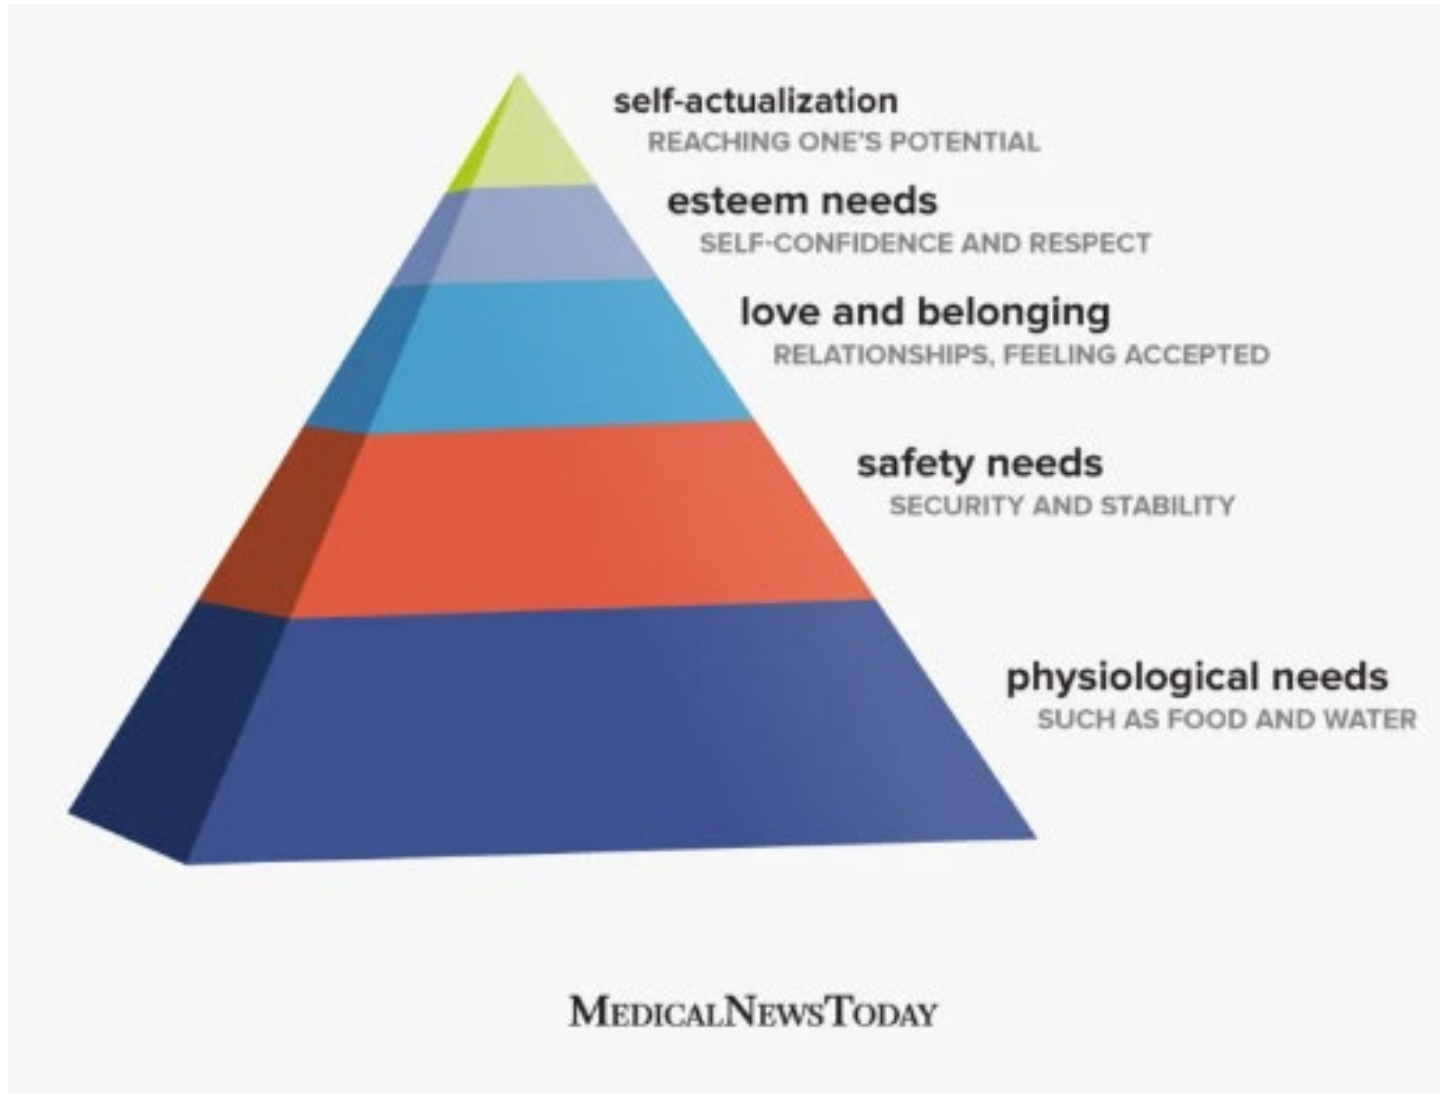 self-actualization
REACHING ONE'S POTENTIAL
esteem needs
SELF-CONFIDENCE AND RESPECT
love and belonging
RELATIONSHIPS, FEELING ACCEPTED
safety needs
SECURITY AND STABILITY
physiological needs
SUCH AS FOOD AND WATER
MEDICALNEWSTODAY